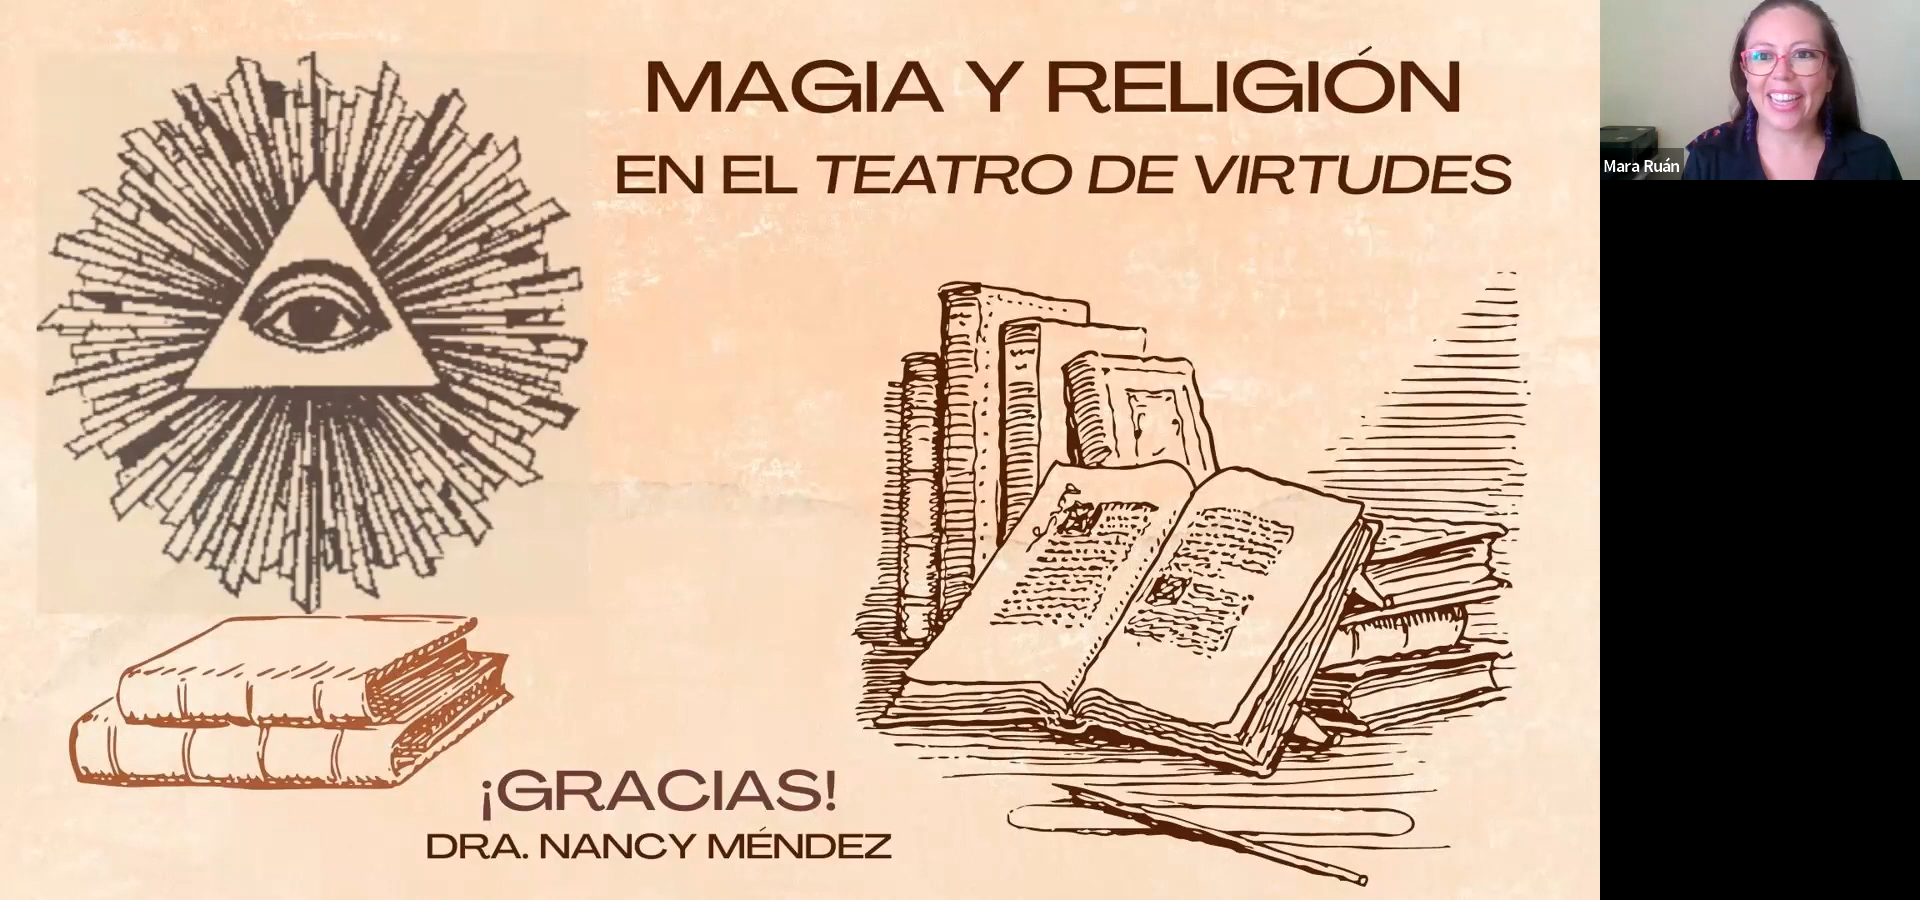 MAGIA Y RELIGIÓN
EN EL TEATRO DE VIRTUDES
¡GRACIAS!
DRA. NANCY MÉNDEZ
Mara Ruán